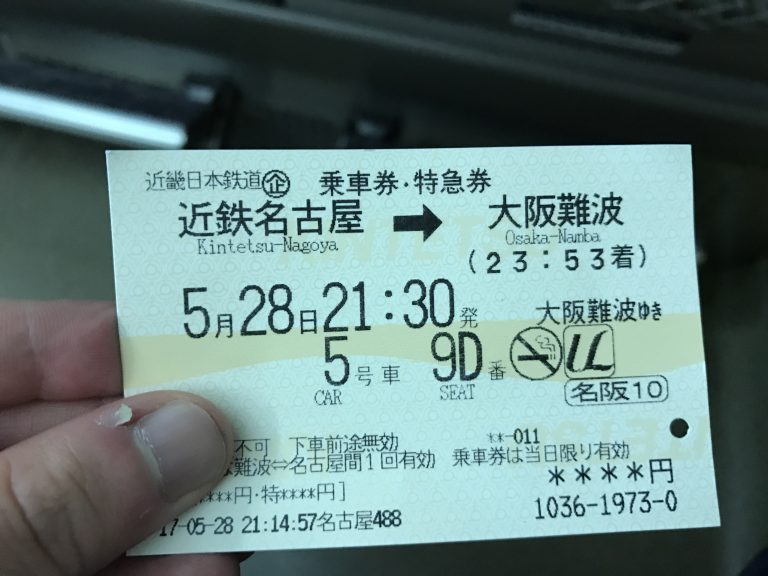 近畿日本鉄道 企 乗車券・特急券
近鉄名古屋 ➡ 大阪難波
Kintetsu-Nagoya Osaka-Namba
(23:53着)
5月28日21:30発 大阪難波ゆき
5号車 9D番
CAR SEAT
名阪10
不可 下車前途無効 **-011
難波⇔名古屋間1回有効 乗車券は当日限り有効
***円・特****円] ****円
17-05-28 21:14:57名古屋488 1036-1973-0